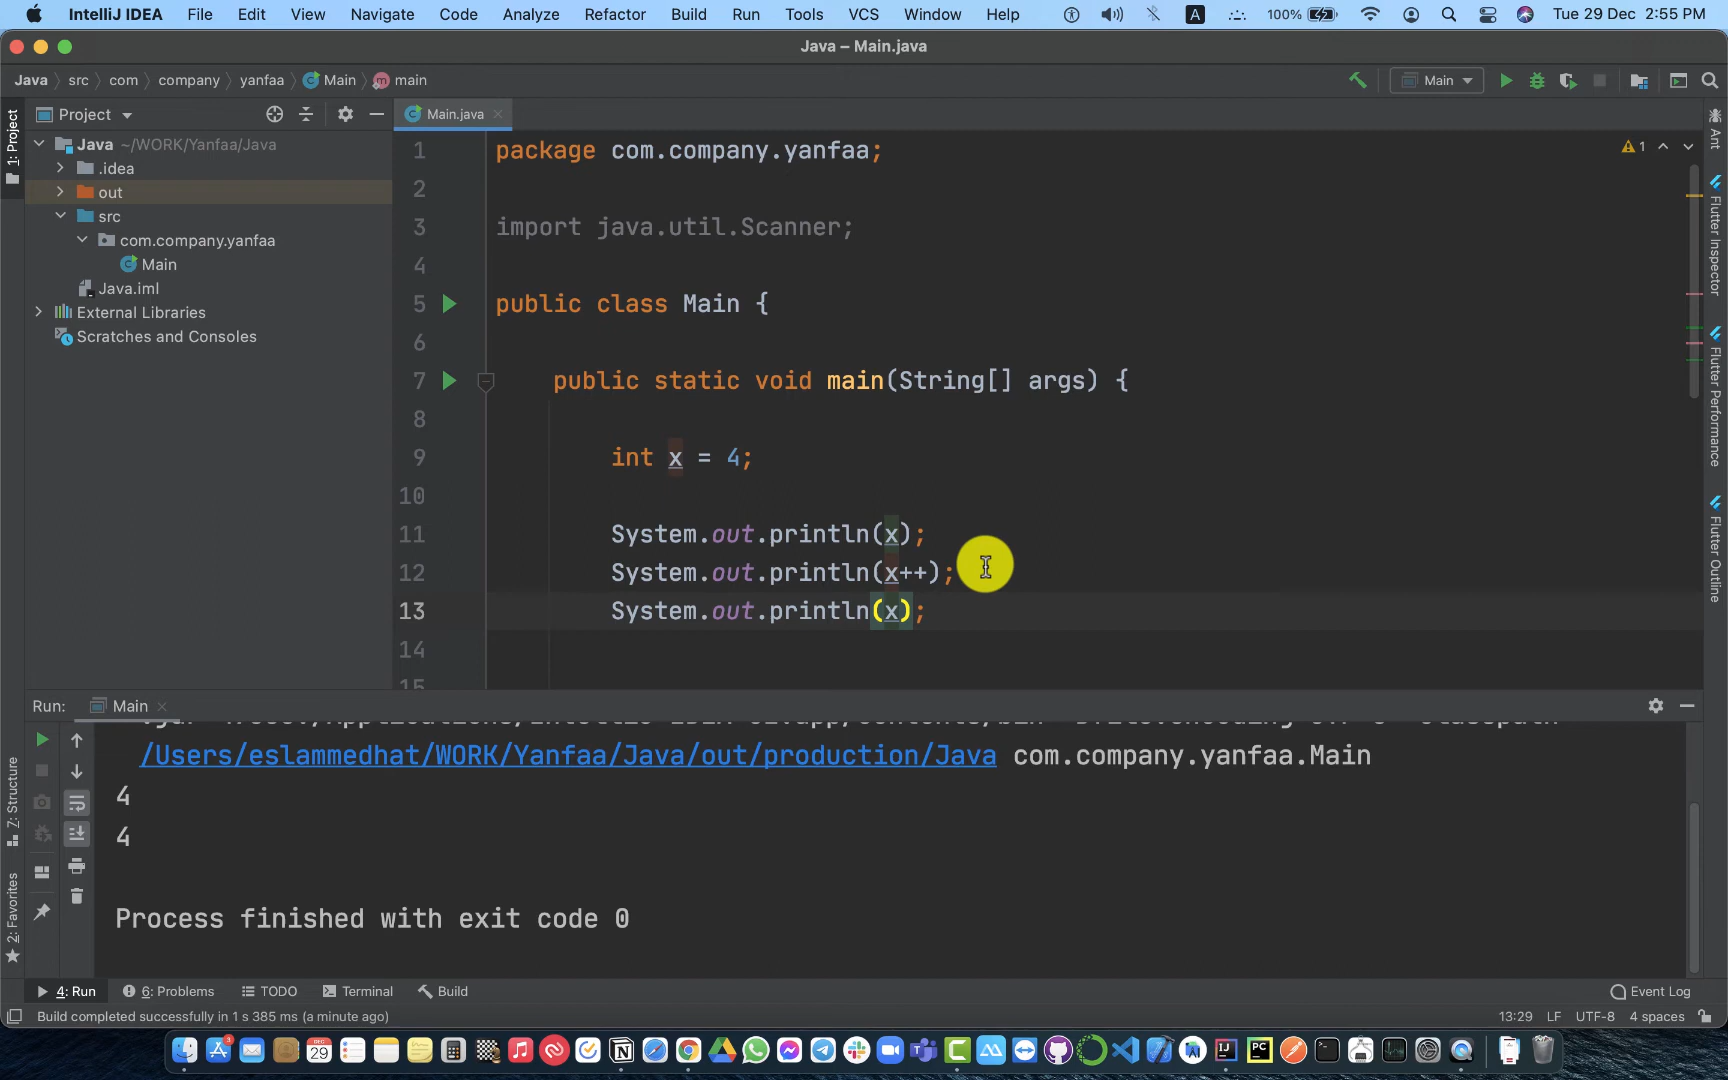 IntelliJ IDEA File Edit View Navigate Code Analyze Refactor Build Run Tools VCS Window Help A 100% Tue 29 Dec 2:55 PM
Java – Main.java
Java src com company yanfaa Main main Main
1: Project
Project
Main.java
Ant
Java ~/WORK/Yanfaa/Java
.idea
out
src
com.company.yanfaa
Main
Java.iml
External Libraries
Scratches and Consoles
1 package com.company.yanfaa;
2
3 import java.util.Scanner;
4
5 public class Main {
6
7 public static void main(String[] args) {
8
9 int x = 4;
10
11 System.out.println(x);
12 System.out.println(x++);
13 System.out.println(x);
14
15
1
Flutter Inspector
Flutter Performance
Flutter Outline
Run: Main
/Users/eslammedhat/WORK/Yanfaa/Java/out/production/Java com.company.yanfaa.Main
4
4
Process finished with exit code 0
Z: Structure
2: Favorites
4: Run 6: Problems TODO Terminal Build Event Log
Build completed successfully in 1 s 385 ms (a minute ago) 13:29 LF UTF-8 4 spaces